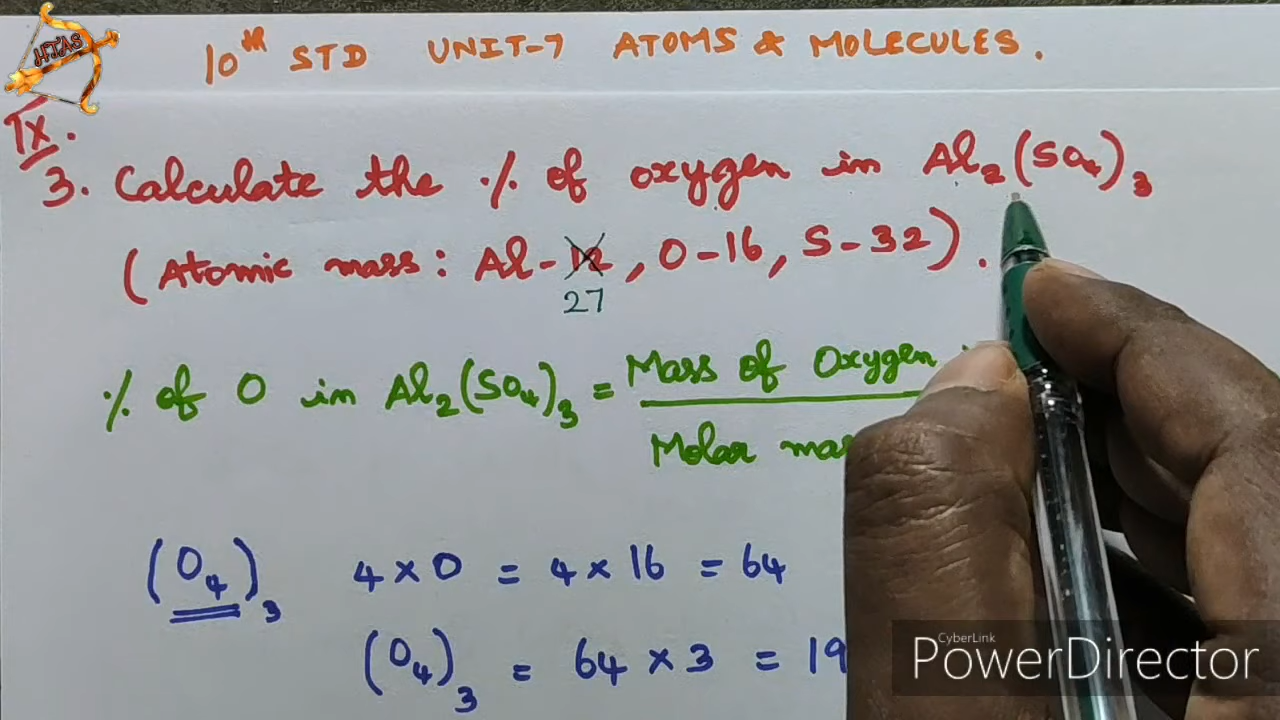 HTAS
10th STD UNIT-7 ATOMS & MOLECULES.
IX.
3. Calculate the % of oxygen in Al2(SO4)3
(Atomic mass: Al - 12, O-16, S-32).
27
% of O in Al2(SO4)3 = Mass of Oxygen
Molar
(O4)3 4 × O = 4 × 16 = 64
(O4)3 = 64 × 3 = 19
CyberLink
PowerDirector